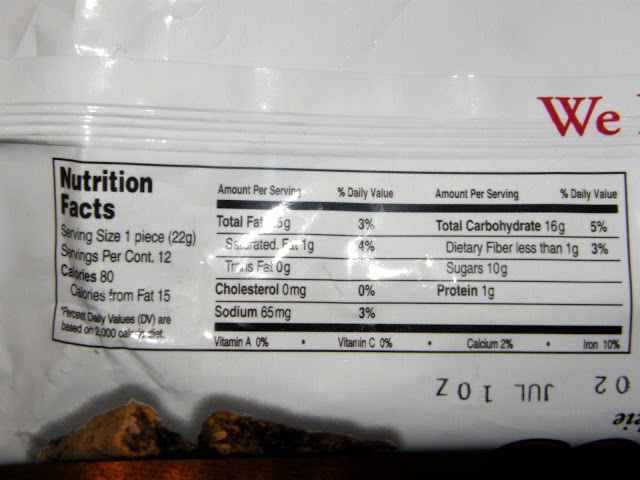 We
Nutrition
Facts
Serving Size 1 piece (22g)
Servings Per Cont. 12
Calories 80
Calories from Fat 15
*Percent Daily Values (DV) are
based on 2,000 calorie diet.
Amount Per Serving % Daily Value
Total Fat 5g 3%
Saturated Fat 1g 4%
Trans Fat 0g
Cholesterol 0mg 0%
Sodium 65mg 3%
Amount Per Serving % Daily Value
Total Carbohydrate 16g 5%
Dietary Fiber less than 1g 3%
Sugars 10g
Protein 1g
Vitamin A 0% • Vitamin C 0% • Calcium 2% • Iron 10%
20 JUL 10 Z